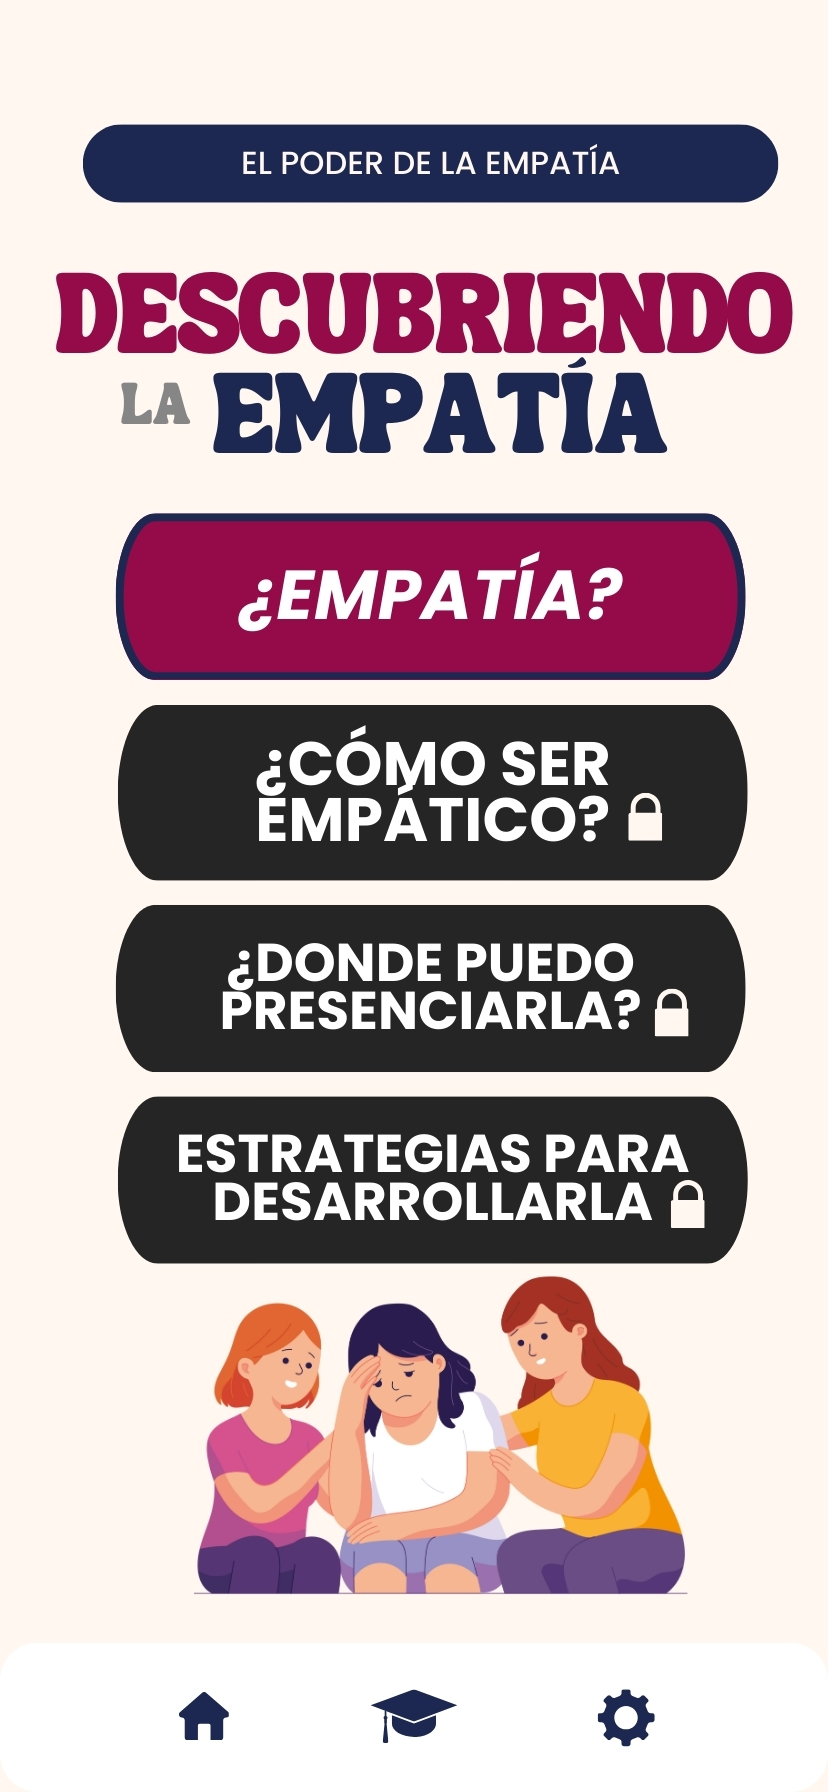 EL PODER DE LA EMPATÍA
DESCUBRIENDO
LA EMPATÍA
¿EMPATÍA?
¿CÓMO SER
EMPÁTICO?
¿DONDE PUEDO
PRESENCIARLA?
ESTRATEGIAS PARA
DESARROLLARLA